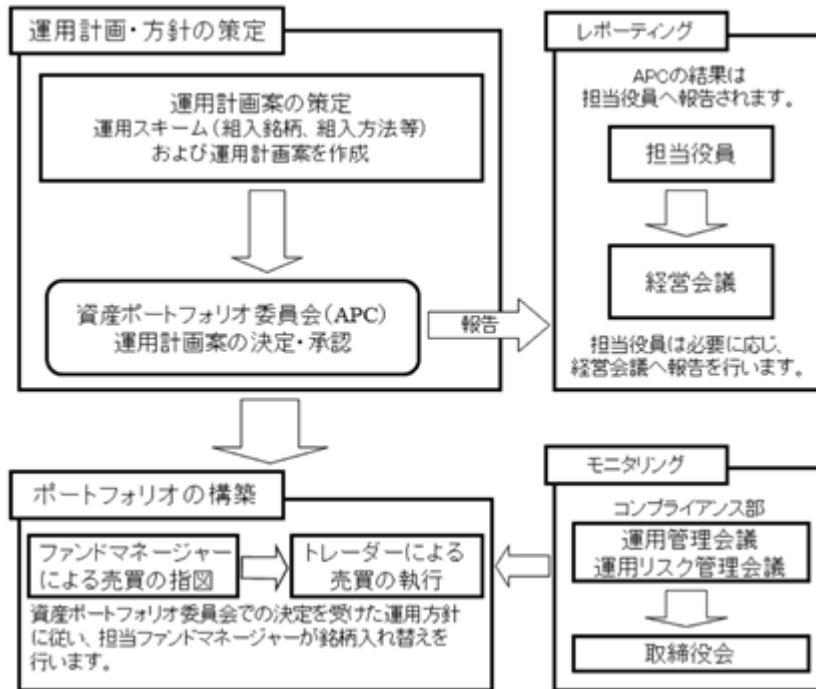 運用計画・方針の策定
運用計画案の策定
運用スキーム(組入銘柄、組入方法等)
および運用計画案を作成
資産ポートフォリオ委員会(APC)
運用計画案の決定・承認
報告
レポーティング
APCの結果は
担当役員へ報告されます。
担当役員
経営会議
担当役員は必要に応じ、
経営会議へ報告を行います。
ポートフォリオの構築
ファンドマネージャー
による売買の指図
トレーダーによる
売買の執行
資産ポートフォリオ委員会での決定を受けた運用方針
に従い、担当ファンドマネージャーが銘柄入れ替えを
行います。
モニタリング
コンプライアンス部
運用管理会議
運用リスク管理会議
取締役会